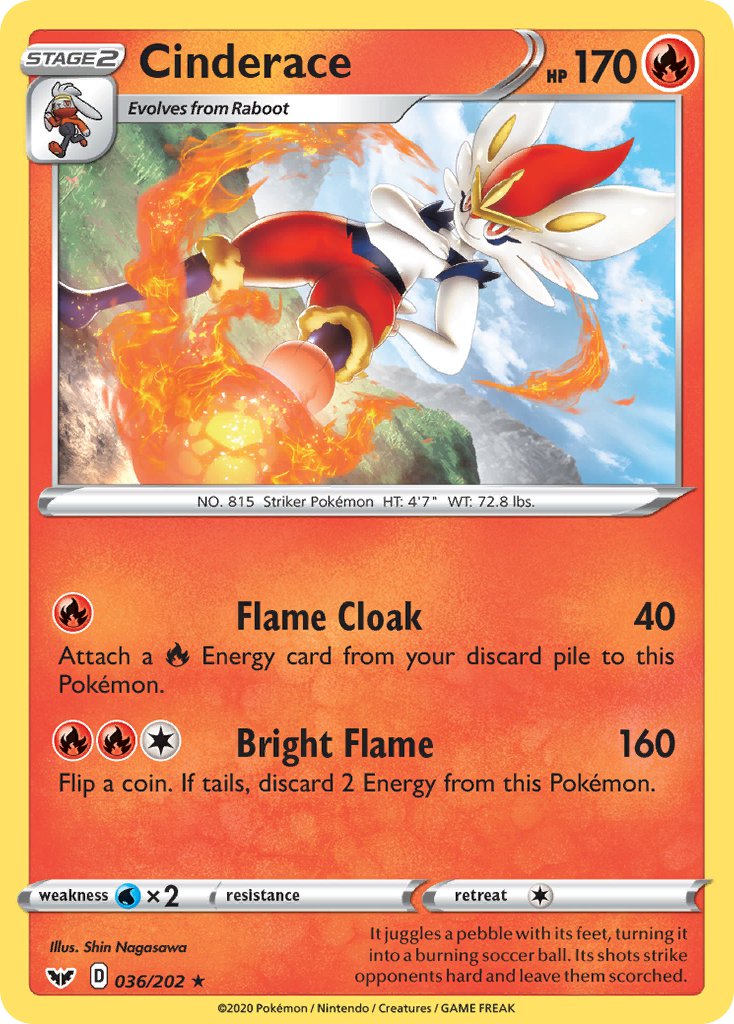 STAGE 2
Cinderace
HP 170
Evolves from Raboot
NO. 815 Striker Pokémon HT: 4'7" WT: 72.8 lbs.
Flame Cloak 40
Attach a Energy card from your discard pile to this
Pokémon.
Bright Flame 160
Flip a coin. If tails, discard 2 Energy from this Pokémon.
weakness ×2 resistance retreat
Illus. Shin Nagasawa
D 036/202 ★
It juggles a pebble with its feet, turning it
into a burning soccer ball. Its shots strike
opponents hard and leave them scorched.
©2020 Pokémon / Nintendo / Creatures / GAME FREAK